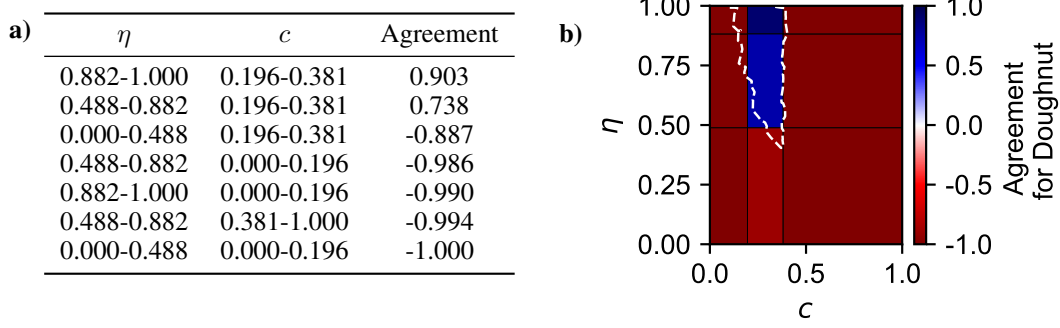 a)
η c Agreement
0.882-1.000 0.196-0.381 0.903
0.488-0.882 0.196-0.381 0.738
0.000-0.488 0.196-0.381 -0.887
0.488-0.882 0.000-0.196 -0.986
0.882-1.000 0.000-0.196 -0.990
0.488-0.882 0.381-1.000 -0.994
0.000-0.488 0.000-0.196 -1.000
b)
1.00
0.75
0.50
0.25
0.00
η
0.0 0.5 1.0
c
1.0
0.5
0.0
-0.5
-1.0
Agreement
for Doughnut